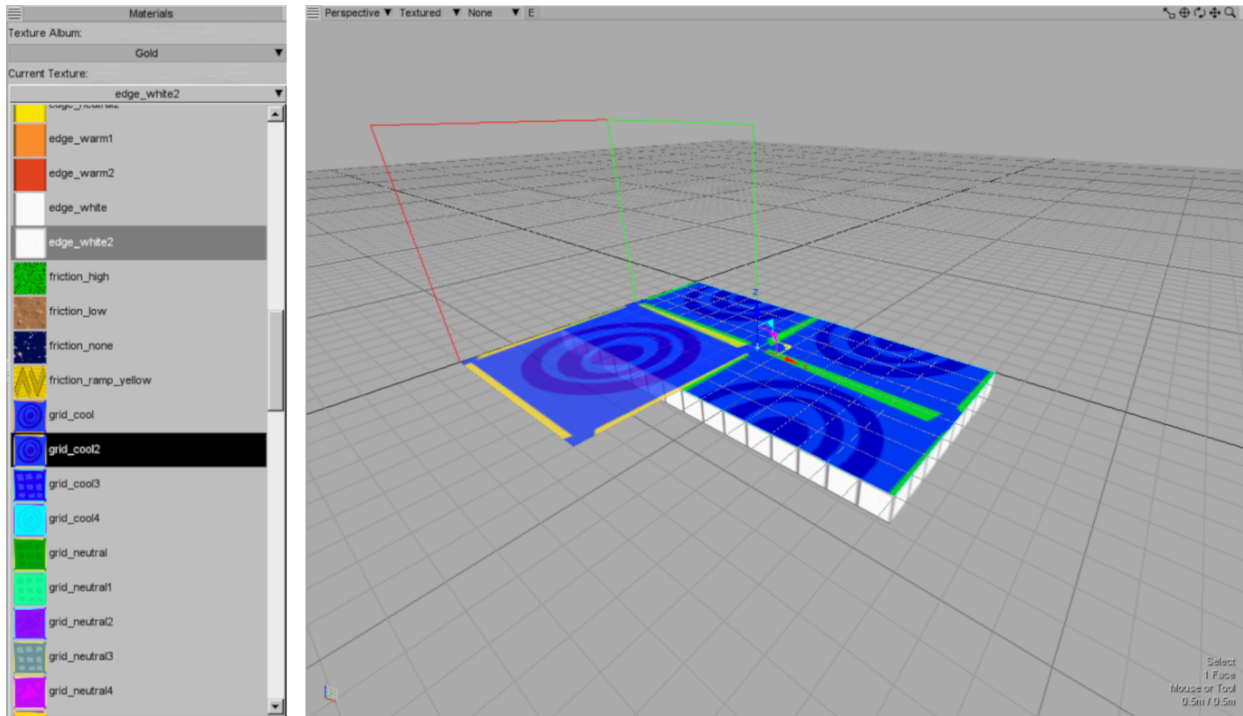 Materials
Texture Album:
Gold
Current Texture:
edge_white2
edge_neutral2
edge_warm1
edge_warm2
edge_white
edge_white2
friction_high
friction_low
friction_none
friction_ramp_yellow
grid_cool
grid_cool2
grid_cool3
grid_cool4
grid_neutral
grid_neutral1
grid_neutral2
grid_neutral3
grid_neutral4
Perspective Textured None E
z
Select
1 Face
Mouse or Tool
0.5m / 0.5m